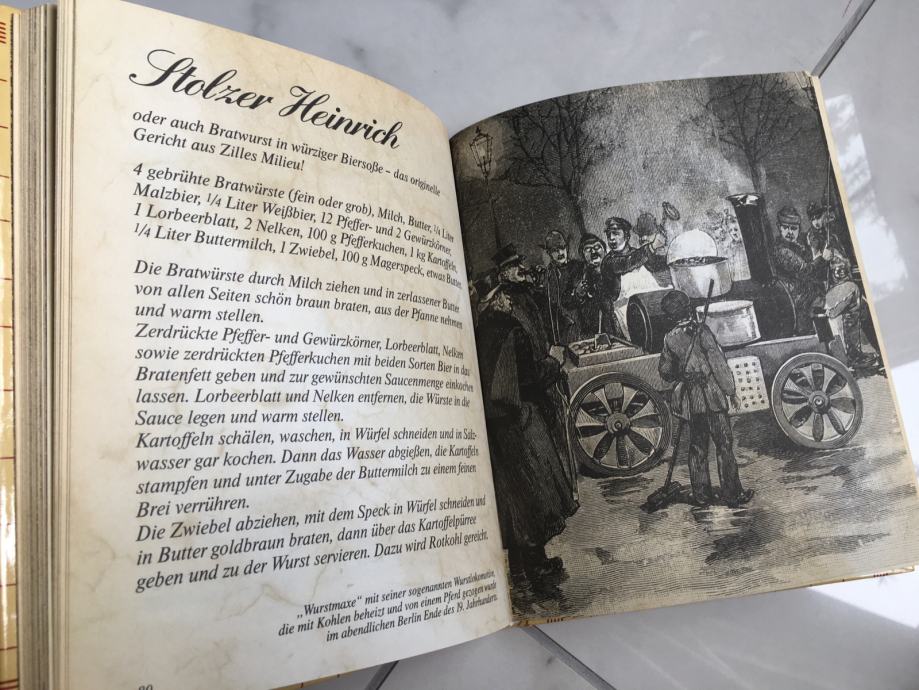 Stolzer Heinrich
oder auch Bratwurst in würziger Biersoße – das originelle
Gericht aus Zilles Milieu!
4 gebrühte Bratwürste (fein oder grob), Milch, Butter, ¼ Liter
Malzbier, ¼ Liter Weißbier, 12 Pfeffer- und 2 Gewürzkörner,
1 Lorbeerblatt, 2 Nelken, 100 g Pfefferkuchen, 1 kg Kartoffeln,
¼ Liter Buttermilch, 1 Zwiebel, 100 g Magerspeck, etwas Butter
Die Bratwürste durch Milch ziehen und in zerlassener Butter
von allen Seiten schön braun braten, aus der Pfanne nehmen
und warm stellen.
Zerdrückte Pfeffer- und Gewürzkörner, Lorbeerblatt, Nelken
sowie zerdrückten Pfefferkuchen mit beiden Sorten Bier in das
Bratenfett geben und zur gewünschten Saucenmenge einkochen
lassen. Lorbeerblatt und Nelken entfernen, die Würste in die
Sauce legen und warm stellen.
Kartoffeln schälen, waschen, in Würfel schneiden und in Salz-
wasser gar kochen. Dann das Wasser abgießen, die Kartoffeln
stampfen und unter Zugabe der Buttermilch zu einem feinen
Brei verrühren.
Die Zwiebel abziehen, mit dem Speck in Würfel schneiden und
in Butter goldbraun braten, dann über das Kartoffelpürree
geben und zu der Wurst servieren. Dazu wird Rotkohl gereicht.
„Wurstmaxe“ mit seiner sogenannten Wurstlokomotive,
die mit Kohlen beheizt und von einem Pferd gezogen wurde
im abendlichen Berlin Ende des 19. Jahrhunderts.